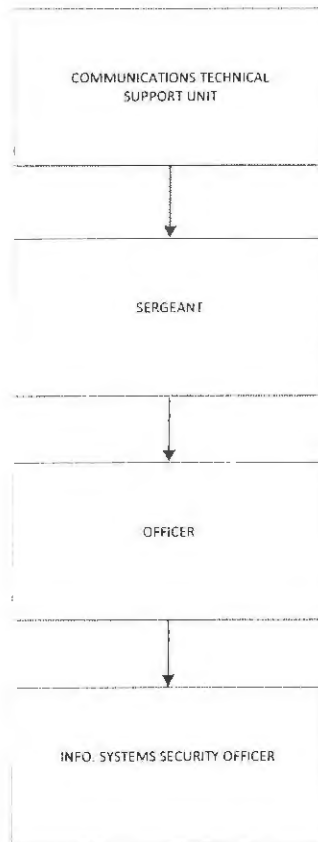 COMMUNICATIONS TECHNICAL
SUPPORT UNIT
SERGEANT
OFFICER
INFO. SYSTEMS SECURITY OFFICER